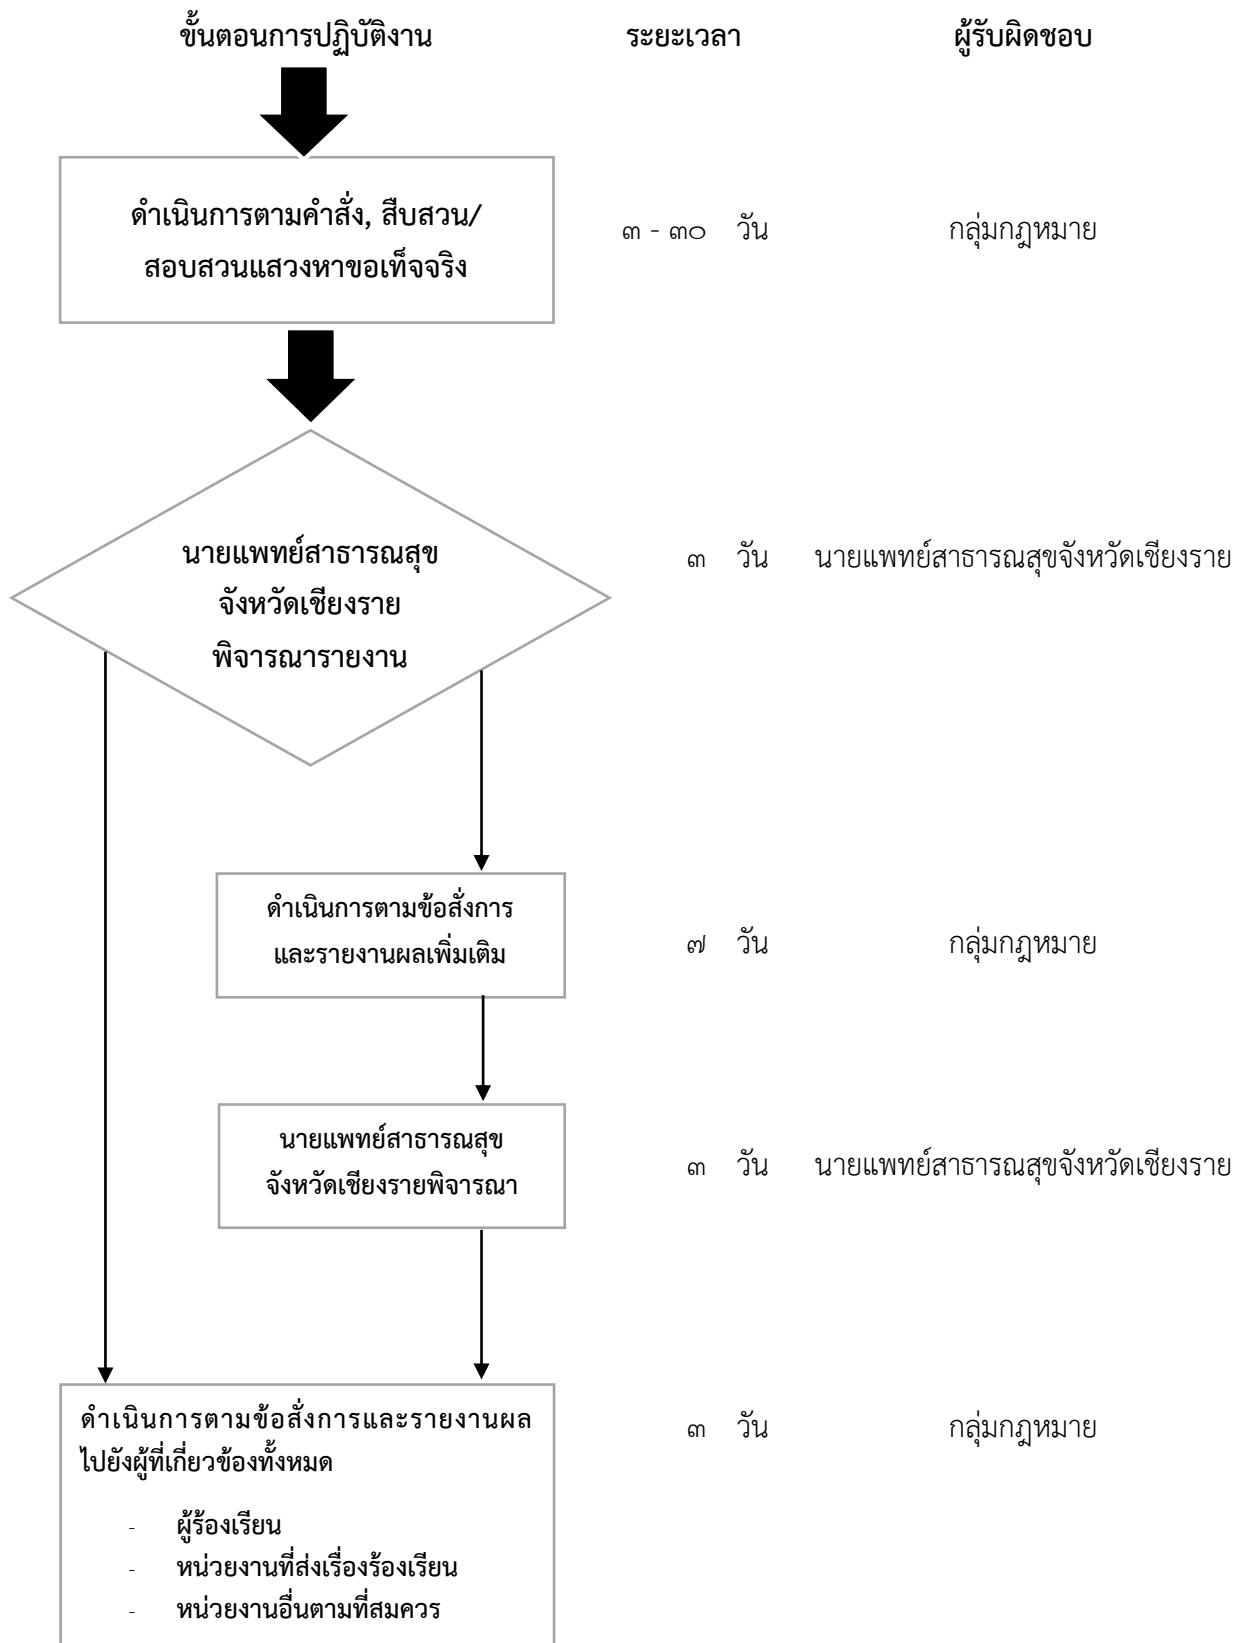 ขั้นตอนการปฏิบัติงาน ระยะเวลา ผู้รับผิดชอบ
ดำเนินการตามคำสั่ง, สืบสวน/
สอบสวนแสวงหาขอเท็จจริง
๓ - ๓๐ วัน กลุ่มกฎหมาย
นายแพทย์สาธารณสุข
จังหวัดเชียงราย
พิจารณารายงาน
๓ วัน นายแพทย์สาธารณสุขจังหวัดเชียงราย
ดำเนินการตามข้อสั่งการ
และรายงานผลเพิ่มเติม
๗ วัน กลุ่มกฎหมาย
นายแพทย์สาธารณสุข
จังหวัดเชียงรายพิจารณา
๓ วัน นายแพทย์สาธารณสุขจังหวัดเชียงราย
ดำเนินการตามข้อสั่งการและรายงานผล
ไปยังผู้ที่เกี่ยวข้องทั้งหมด
๓ วัน กลุ่มกฎหมาย
- ผู้ร้องเรียน
- หน่วยงานที่ส่งเรื่องร้องเรียน
- หน่วยงานอื่นตามที่สมควร